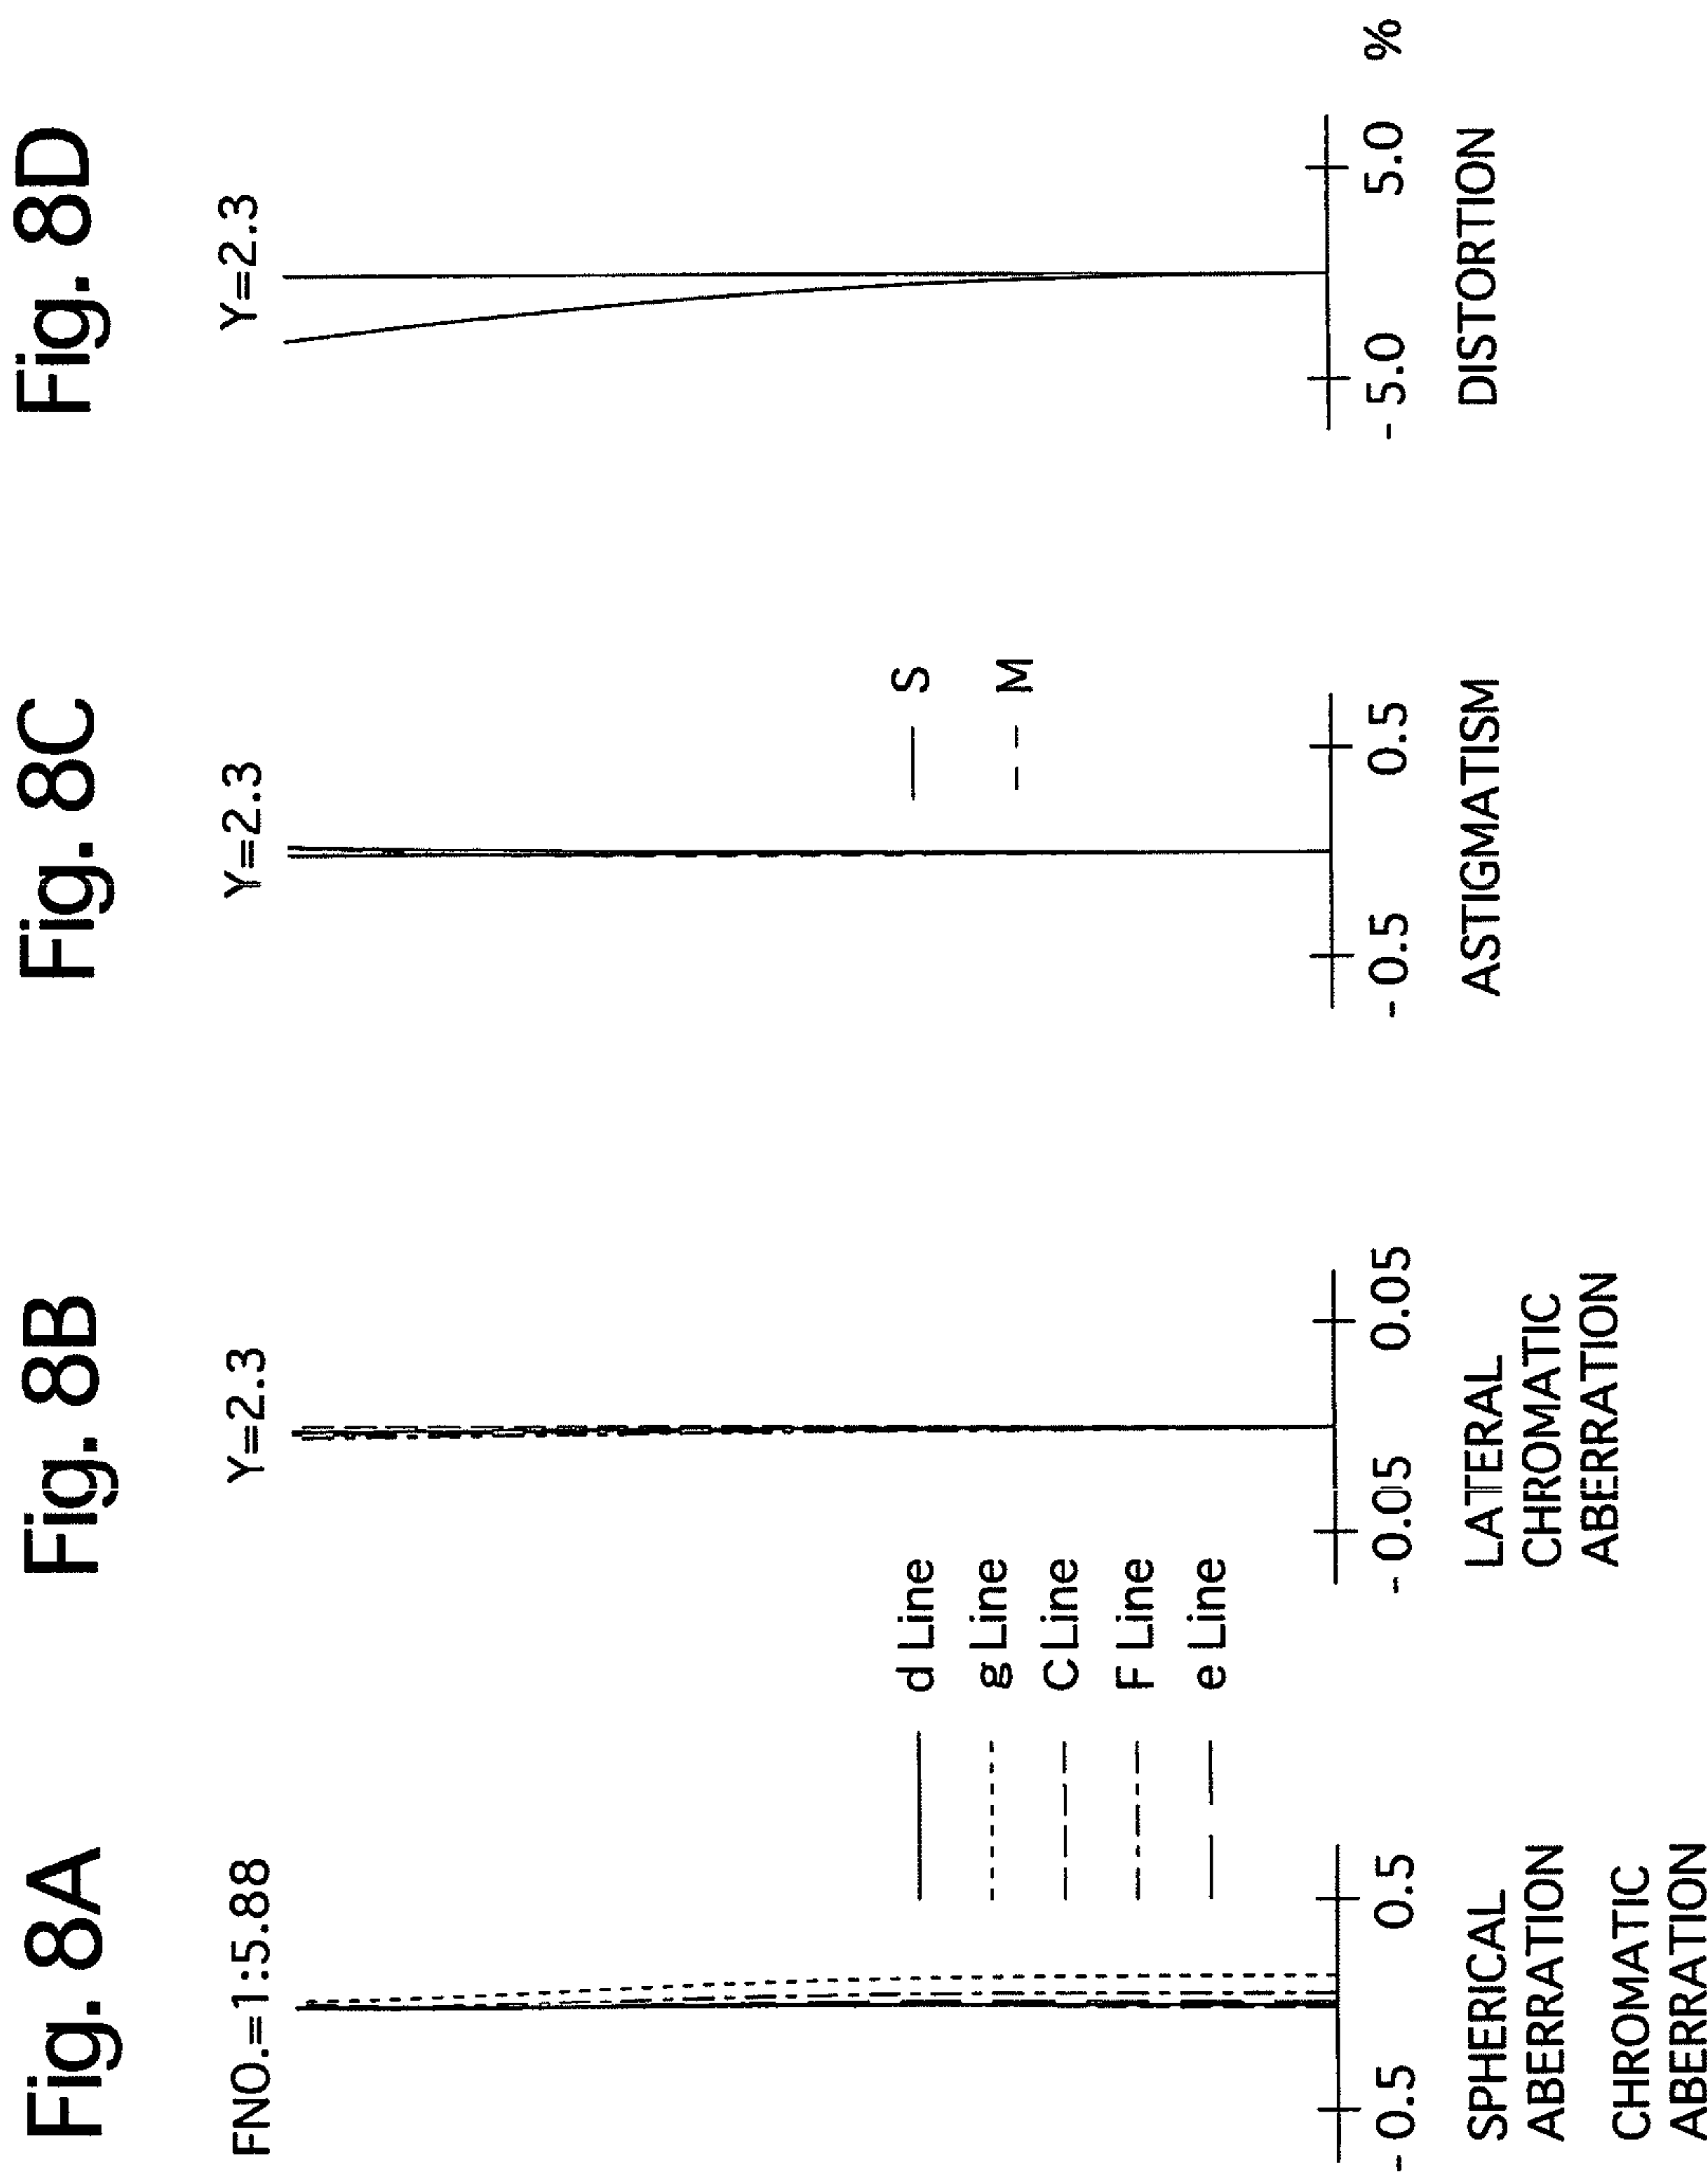 Fig. 8A
FNO.=1:5.88
d Line
g Line
C Line
F Line
e Line
-0.5 0.5
SPHERICAL
ABERRATION
CHROMATIC
ABERRATION
Fig. 8B
Y=2.3
-0.05 0.05
LATERAL
CHROMATIC
ABERRATION
Fig. 8C
Y=2.3
S
M
-0.5 0.5
ASTIGMATISM
Fig. 8D
Y=2.3
-5.0 5.0 %
DISTORTION